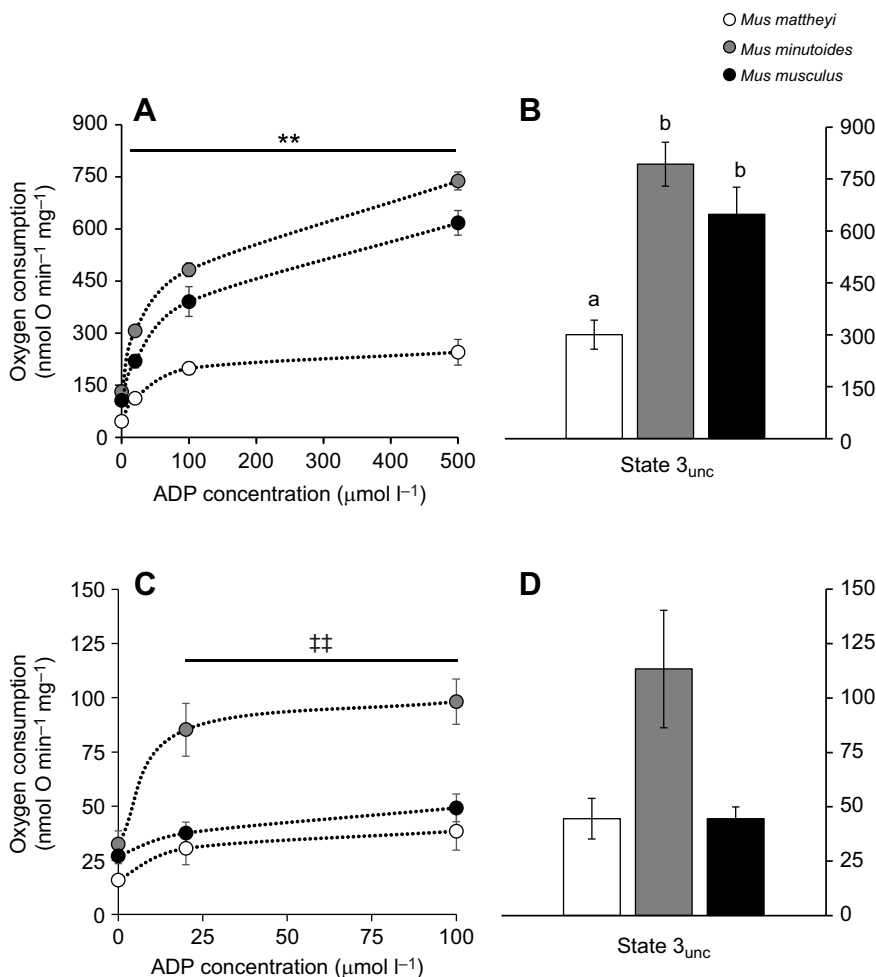 Mus mattheyi
Mus minutoides
Mus musculus
A
900
750
600
450
300
150
0
**
Oxygen consumption
(nmol O min⁻¹ mg⁻¹)
0 100 200 300 400 500
ADP concentration (μmol l⁻¹)
B
a
b
b
900
750
600
450
300
150
0
State 3unc
C
150
125
100
75
50
25
0
‡‡
Oxygen consumption
(nmol O min⁻¹ mg⁻¹)
0 25 50 75 100
ADP concentration (μmol l⁻¹)
D
150
125
100
75
50
25
0
State 3unc